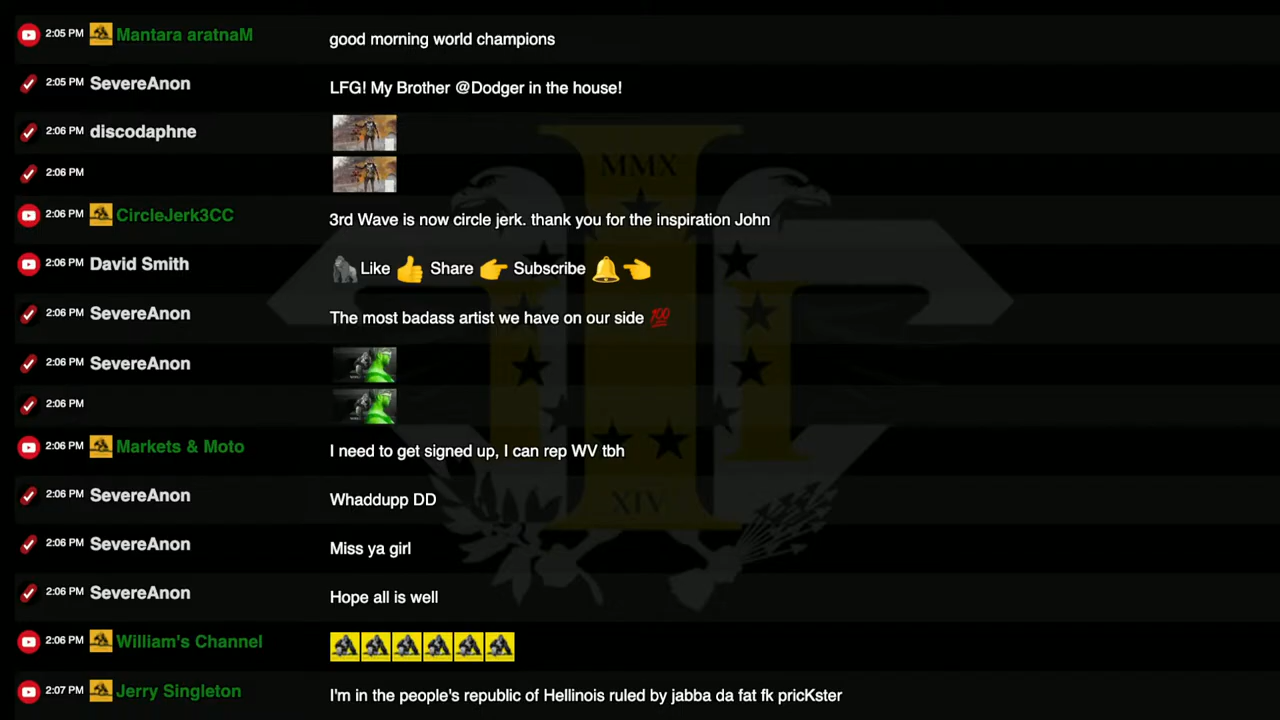 2:05 PM Mantara aratnaM good morning world champions
2:05 PM SevereAnon LFG! My Brother @Dodger in the house!
2:06 PM discodaphne
2:06 PM
MMX
2:06 PM CircleJerk3CC 3rd Wave is now circle jerk. thank you for the inspiration John
2:06 PM David Smith 🦍Like 👍 Share 👉 Subscribe 🔔👈
2:06 PM SevereAnon The most badass artist we have on our side 💯
2:06 PM SevereAnon
2:06 PM
2:06 PM Markets & Moto I need to get signed up, I can rep WV tbh
2:06 PM SevereAnon Whaddupp DD
XIV
2:06 PM SevereAnon Miss ya girl
2:06 PM SevereAnon Hope all is well
2:06 PM William's Channel
2:07 PM Jerry Singleton I'm in the people's republic of Hellinois ruled by jabba da fat fk pricKster